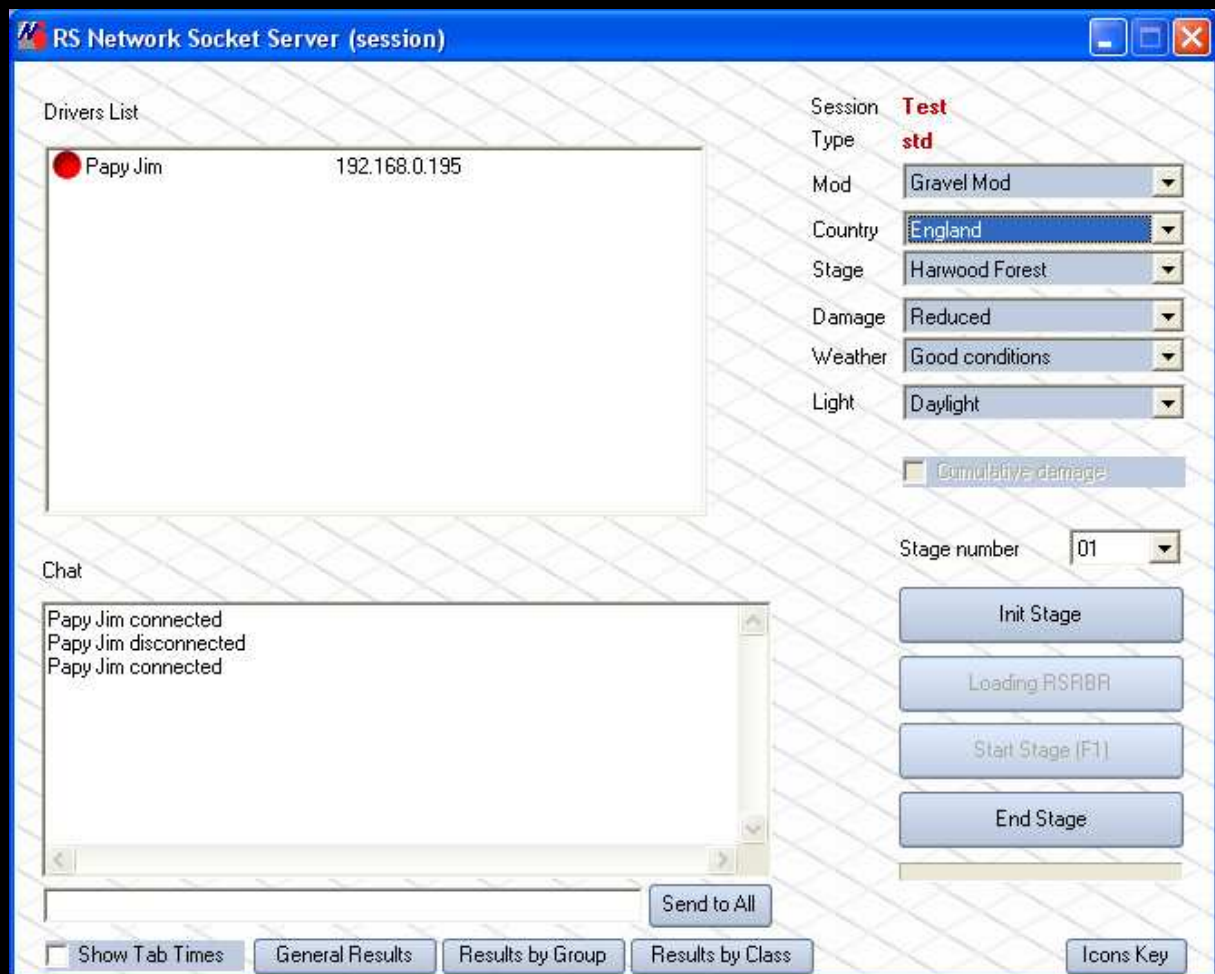 RS Network Socket Server (session)
Drivers List
Papy Jim 192.168.0.195
Session Test
Type std
Mod Gravel Mod
Country England
Stage Harwood Forest
Damage Reduced
Weather Good conditions
Light Daylight
Cumulative damage
Stage number 01
Init Stage
Loading RSRBR
Start Stage (F1)
End Stage
Chat
Papy Jim connected
Papy Jim disconnected
Papy Jim connected
Send to All
Show Tab Times
General Results
Results by Group
Results by Class
Icons Key